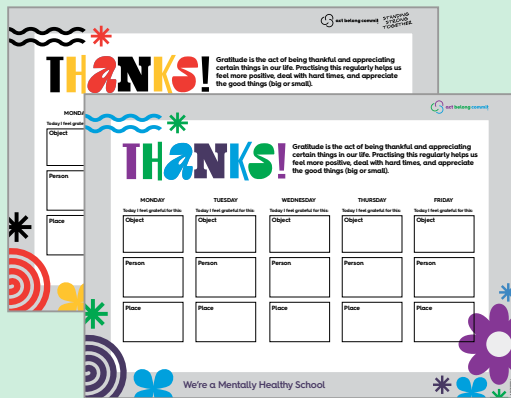 act belong commit
STANDING
STRONG
TOGETHER
THANKS!
Gratitude is the act of being thankful and appreciating
certain things in our life. Practising this regularly helps us
feel more positive, deal with hard times, and appreciate
the good things (big or small).
MONDA
Today I feel
Object
Person
Place
act belong commit
THANKS!
Gratitude is the act of being thankful and appreciating
certain things in our life. Practising this regularly helps us
feel more positive, deal with hard times, and appreciate
the good things (big or small).
MONDAY TUESDAY WEDNESDAY THURSDAY FRIDAY
Today I feel grateful for this: Today I feel grateful for this: Today I feel grateful for this: Today I feel grateful for this: Today I feel grateful for this:
Object Object Object Object Object
Person Person Person Person Person
Place Place Place Place Place
We're a Mentally Healthy School